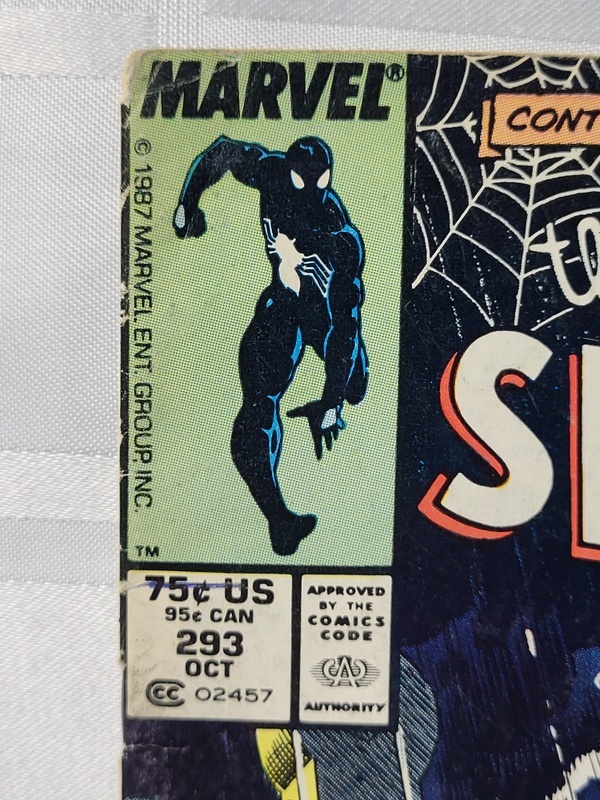 MARVEL®
© 1987 MARVEL ENT. GROUP, INC.
TM
75¢ US
95¢ CAN
293
OCT
CC 02457
APPROVED
BY THE
COMICS
CODE
CA
AUTHORITY
CONT
S